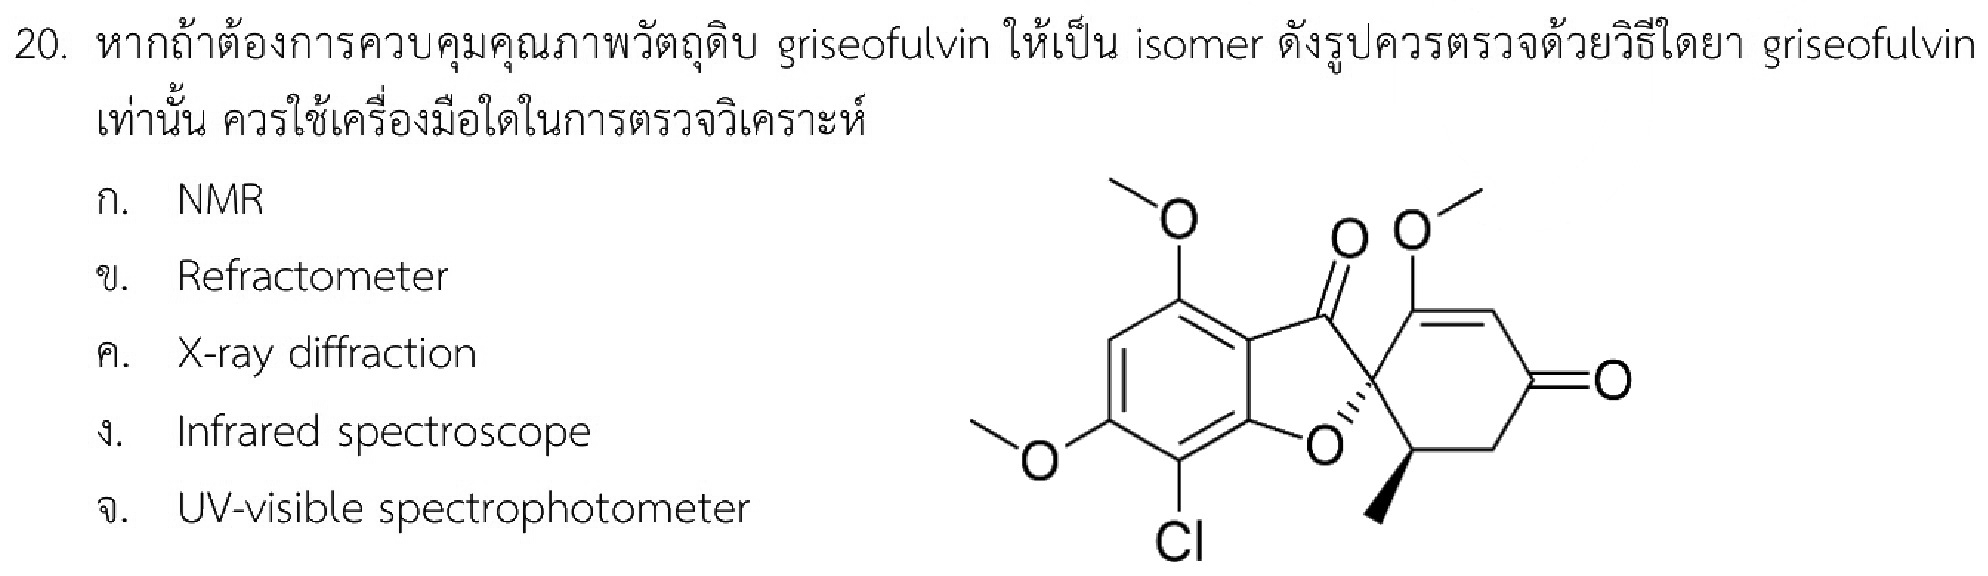 20. หากถ้าต้องการควบคุมคุณภาพวัตถุดิบ griseofulvin ให้เป็น isomer ดังรูปควรตรวจด้วยวิธีใดยา griseofulvin
เท่านั้น ควรใช้เครื่องมือใดในการตรวจวิเคราะห์
ก. NMR
ข. Refractometer
ค. X-ray diffraction
ง. Infrared spectroscope
จ. UV-visible spectrophotometer
O
O O
O
O
O
Cl